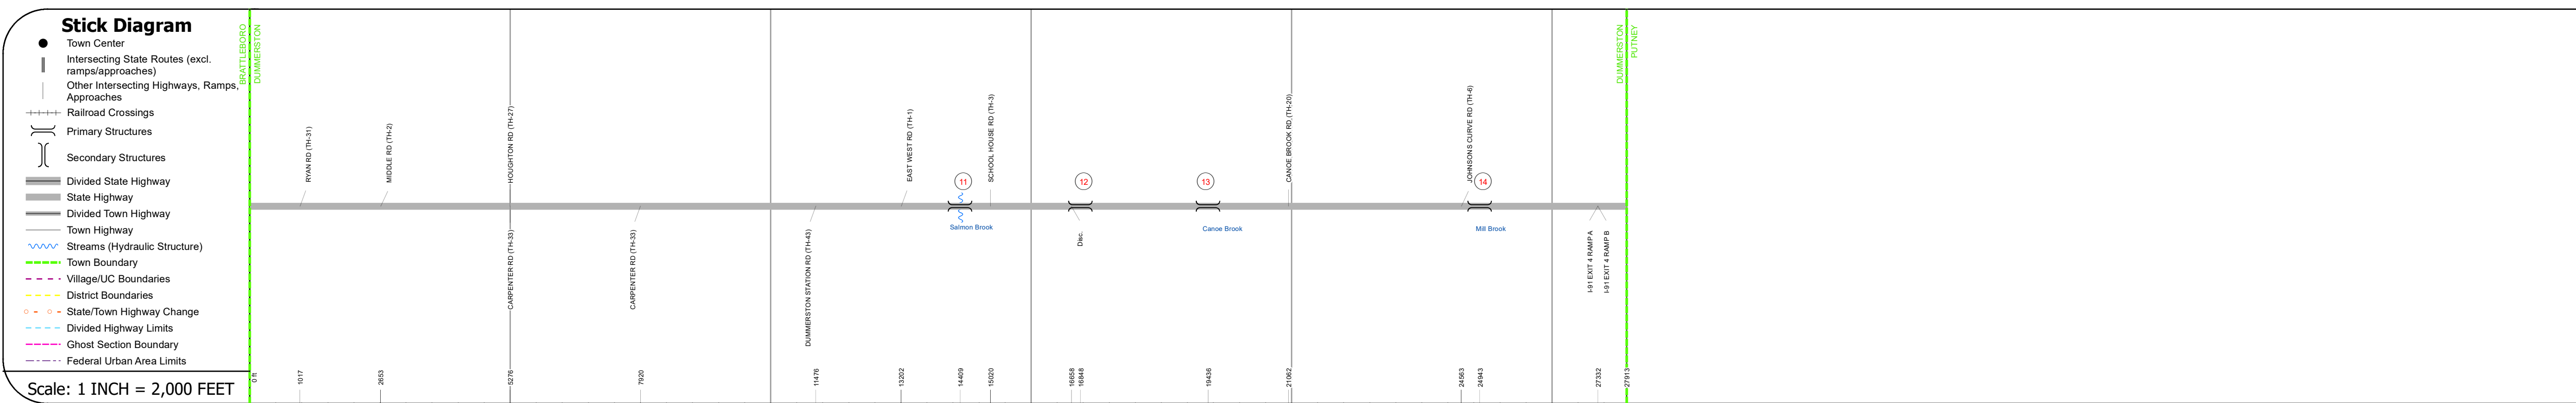 Stick Diagram
Town Center
Intersecting State Routes (excl.
ramps/approaches)
Other Intersecting Highways, Ramps,
Approaches
Railroad Crossings
Primary Structures
Secondary Structures
Divided State Highway
State Highway
Divided Town Highway
Town Highway
Streams (Hydraulic Structure)
Town Boundary
Village/UC Boundaries
District Boundaries
State/Town Highway Change
Divided Highway Limits
Ghost Section Boundary
Federal Urban Area Limits
Scale: 1 INCH = 2,000 FEET
BRATTLEBORO
DUMMERSTON
RYAN RD (TH-31)
MIDDLE RD (TH-2)
HOUGHTON RD (TH-27)
EAST WEST RD (TH-1)
SCHOOL HOUSE RD (TH-3)
CANOE BROOK RD (TH-20)
JOHNSONS CURVE RD (TH-6)
DUMMERSTON
PUTNEY
11
12
13
14
Salmon Brook
Canoe Brook
Mill Brook
CARPENTER RD (TH-33)
CARPENTER RD (TH-33)
DUMMERSTON STATION RD (TH-43)
Disc.
I-91 EXIT 4 RAMP A
I-91 EXIT 4 RAMP B
0 ft
1017
2653
5276
7920
11476
13202
14409
15020
16658
16848
19436
21062
24563
24943
27332
27913